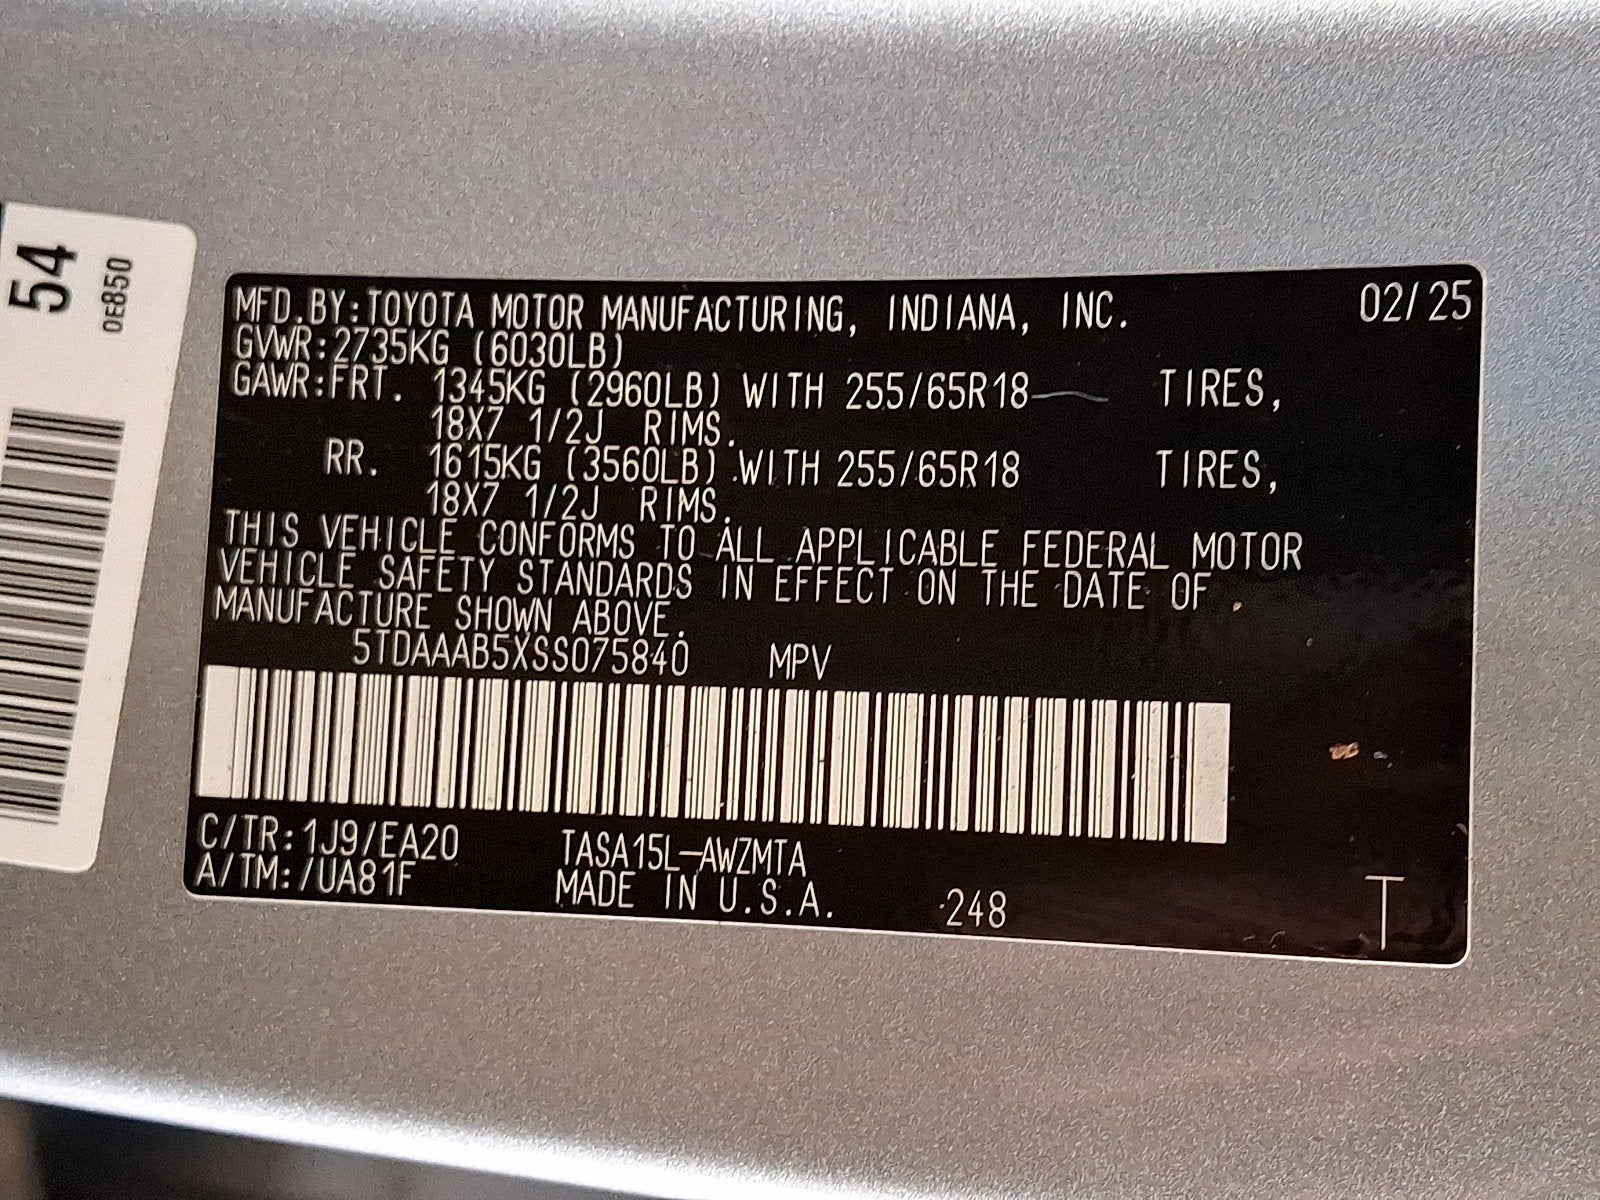 54
0E850
MFD.BY:TOYOTA MOTOR MANUFACTURING, INDIANA, INC. 02/25
GVWR:2735KG (6030LB)
GAWR:FRT. 1345KG (2960LB) WITH 255/65R18 TIRES,
18X7 1/2J RIMS.
RR. 1615KG (3560LB) WITH 255/65R18 TIRES,
18X7 1/2J RIMS.
THIS VEHICLE CONFORMS TO ALL APPLICABLE FEDERAL MOTOR
VEHICLE SAFETY STANDARDS IN EFFECT ON THE DATE OF
MANUFACTURE SHOWN ABOVE.
5TDAAAB5XSS075840 MPV
C/TR:1J9/EA20 TASA15L-AWZMTA
A/TM:/UA81F MADE IN U.S.A. 248 T